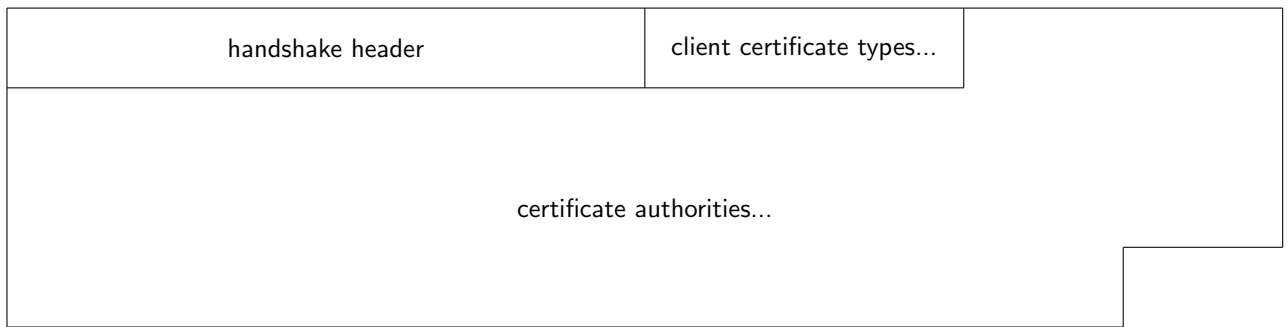 handshake header
client certificate types...
certificate authorities...